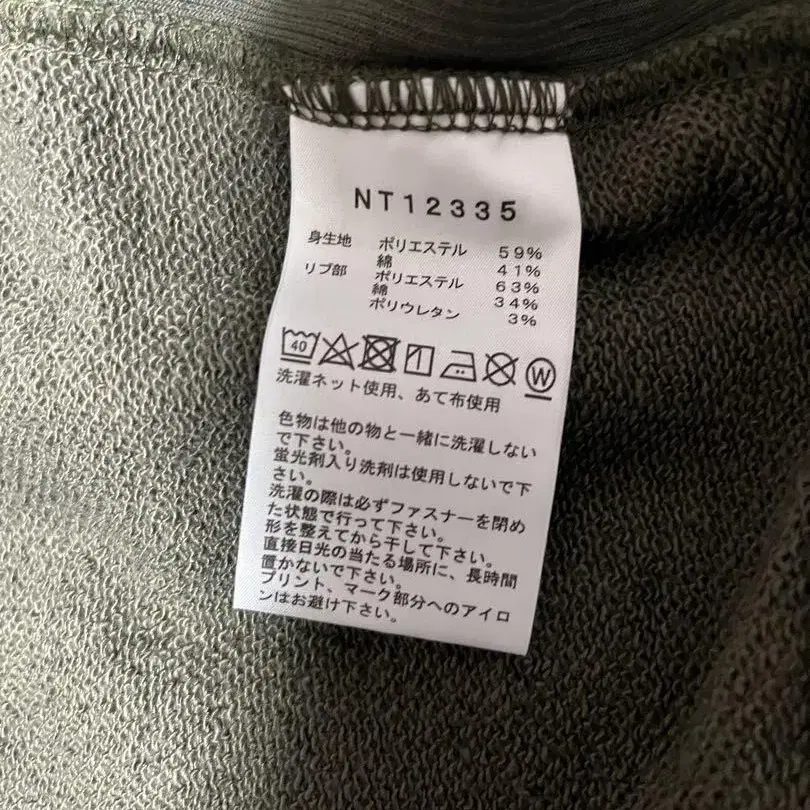 NT12335
身生地 ポリエステル 59%
綿 41%
リブ部 ポリエステル 63%
綿 34%
ポリウレタン 3%
40 W
洗濯ネット使用、あて布使用
色物は他の物と一緒に洗濯しない
で下さい。
蛍光剤入り洗剤は使用しないで下
さい。
洗濯の際は必ずファスナーを閉め
た状態で行って下さい。
形を整えてから干して下さい。
直接日光の当たる場所に、長時間
置かないで下さい。
プリント、マーク部分へのアイロ
ンはお避け下さい。